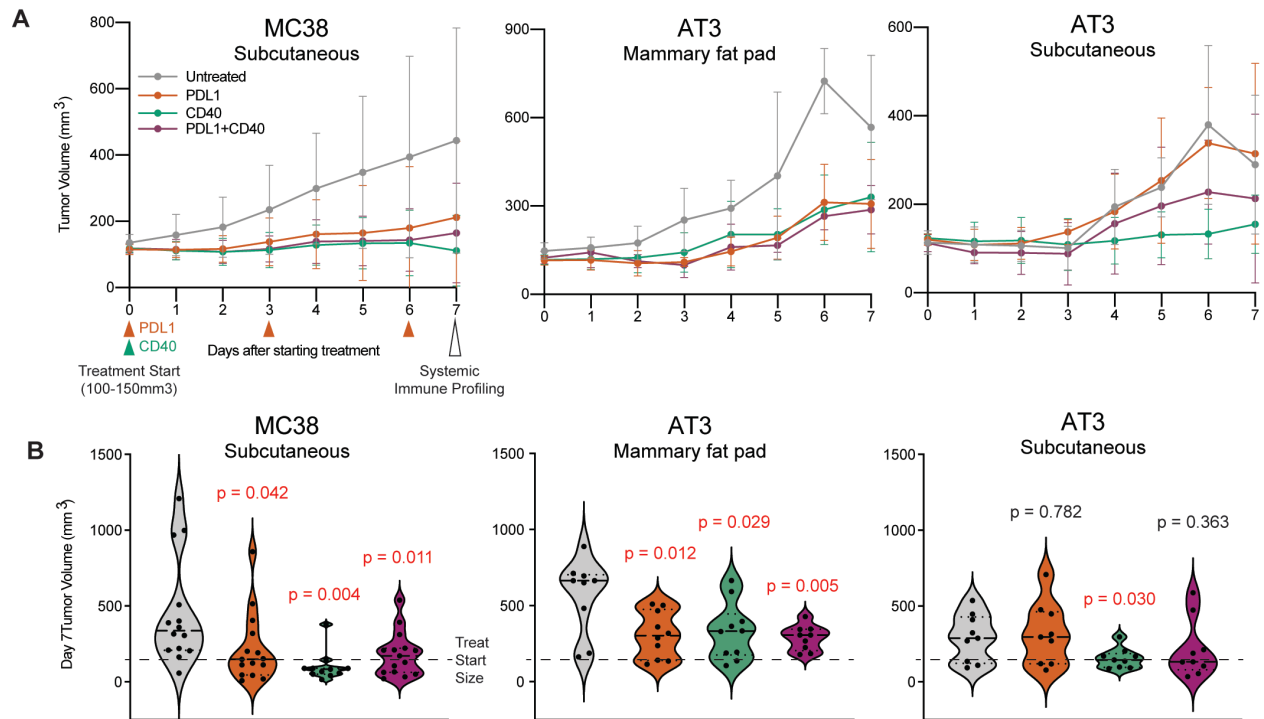 A
MC38
Subcutaneous
Tumor Volume (mm3)
800
600
400
200
0
Untreated
PDL1
CD40
PDL1+CD40
0 1 2 3 4 5 6 7
PDL1
CD40
Days after starting treatment
Treatment Start
(100-150mm3)
Systemic
Immune Profiling
AT3
Mammary fat pad
900
600
300
0
0 1 2 3 4 5 6 7
AT3
Subcutaneous
600
400
200
0
0 1 2 3 4 5 6 7
B
MC38
Subcutaneous
Day 7Tumor Volume (mm3)
1500
1000
500
0
p = 0.042
p = 0.004
p = 0.011
Treat
Start
Size
AT3
Mammary fat pad
1500
1000
500
0
p = 0.012
p = 0.029
p = 0.005
AT3
Subcutaneous
1500
1000
500
0
p = 0.782
p = 0.030
p = 0.363